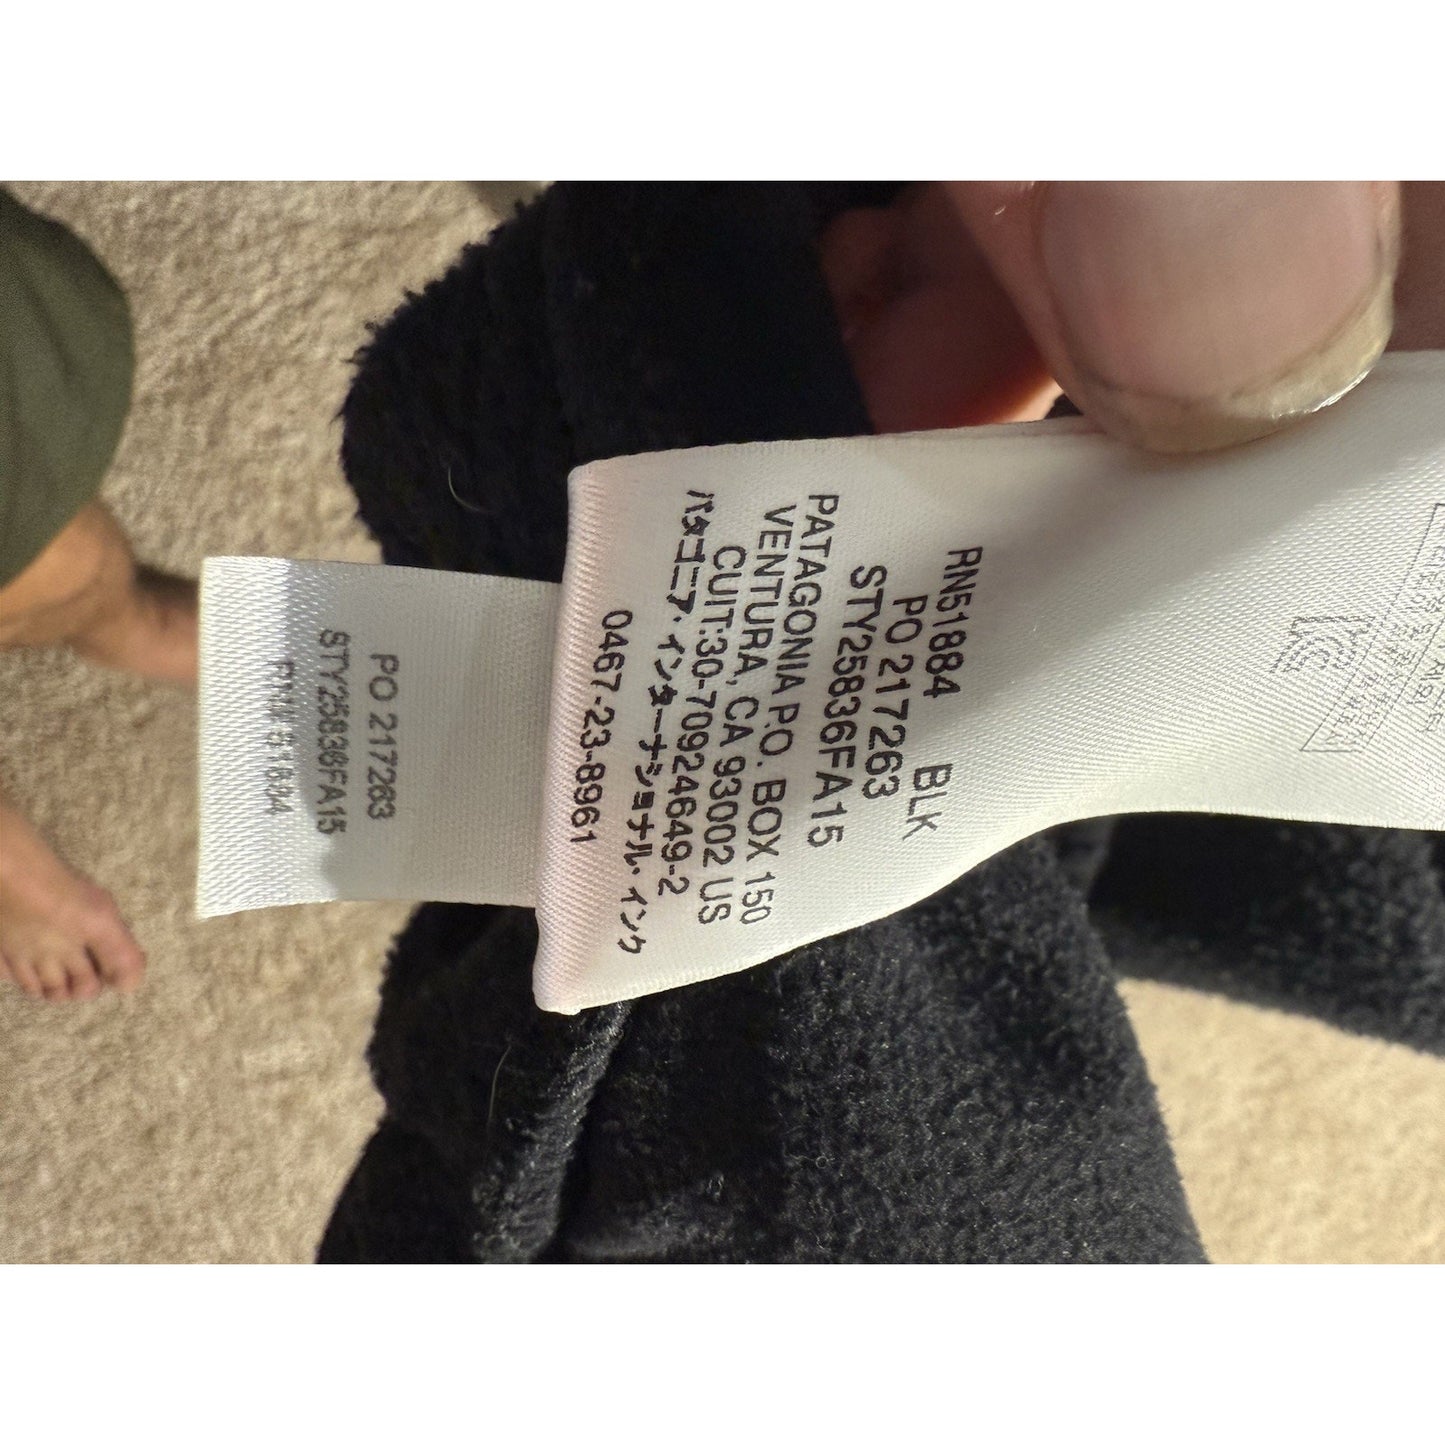 RN51884 BLK
PO 217263
STY25836FA15
PATAGONIA P.O. BOX 150
VENTURA, CA 93002 US
CUIT:30-70924649-2
パタゴニア・インターナショナル・インク
0467-23-8961
PO 217263
STY25836FA15
RN# 51884